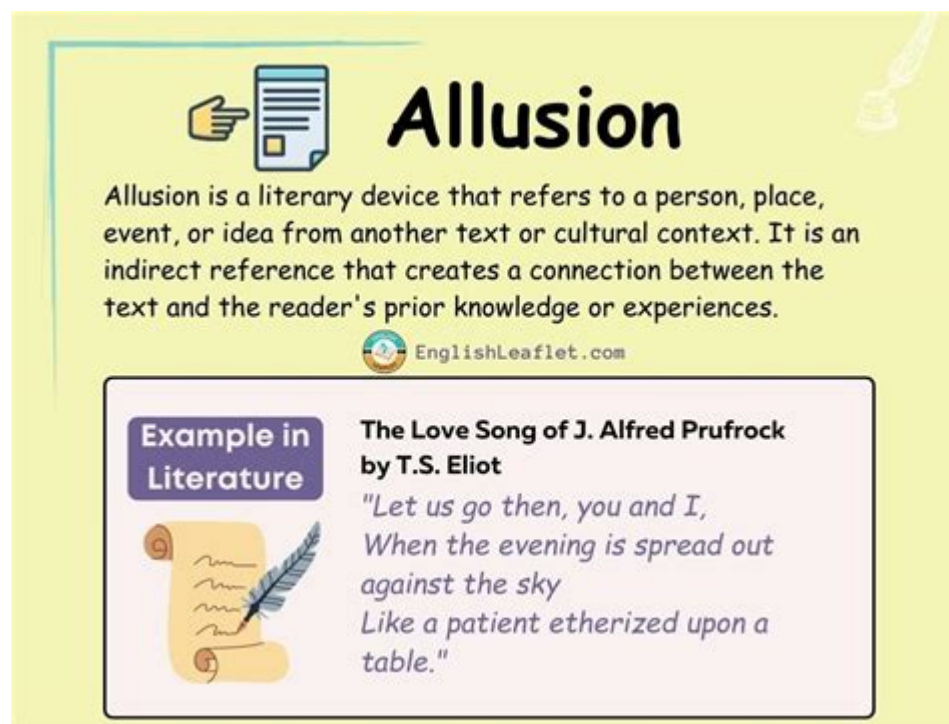 Allusion
Allusion is a literary device that refers to a person, place,
event, or idea from another text or cultural context. It is an
indirect reference that creates a connection between the
text and the reader's prior knowledge or experiences.
EnglishLeaflet.com
Example in
Literature
The Love Song of J. Alfred Prufrock
by T.S. Eliot
"Let us go then, you and I,
When the evening is spread out
against the sky
Like a patient etherized upon a
table."